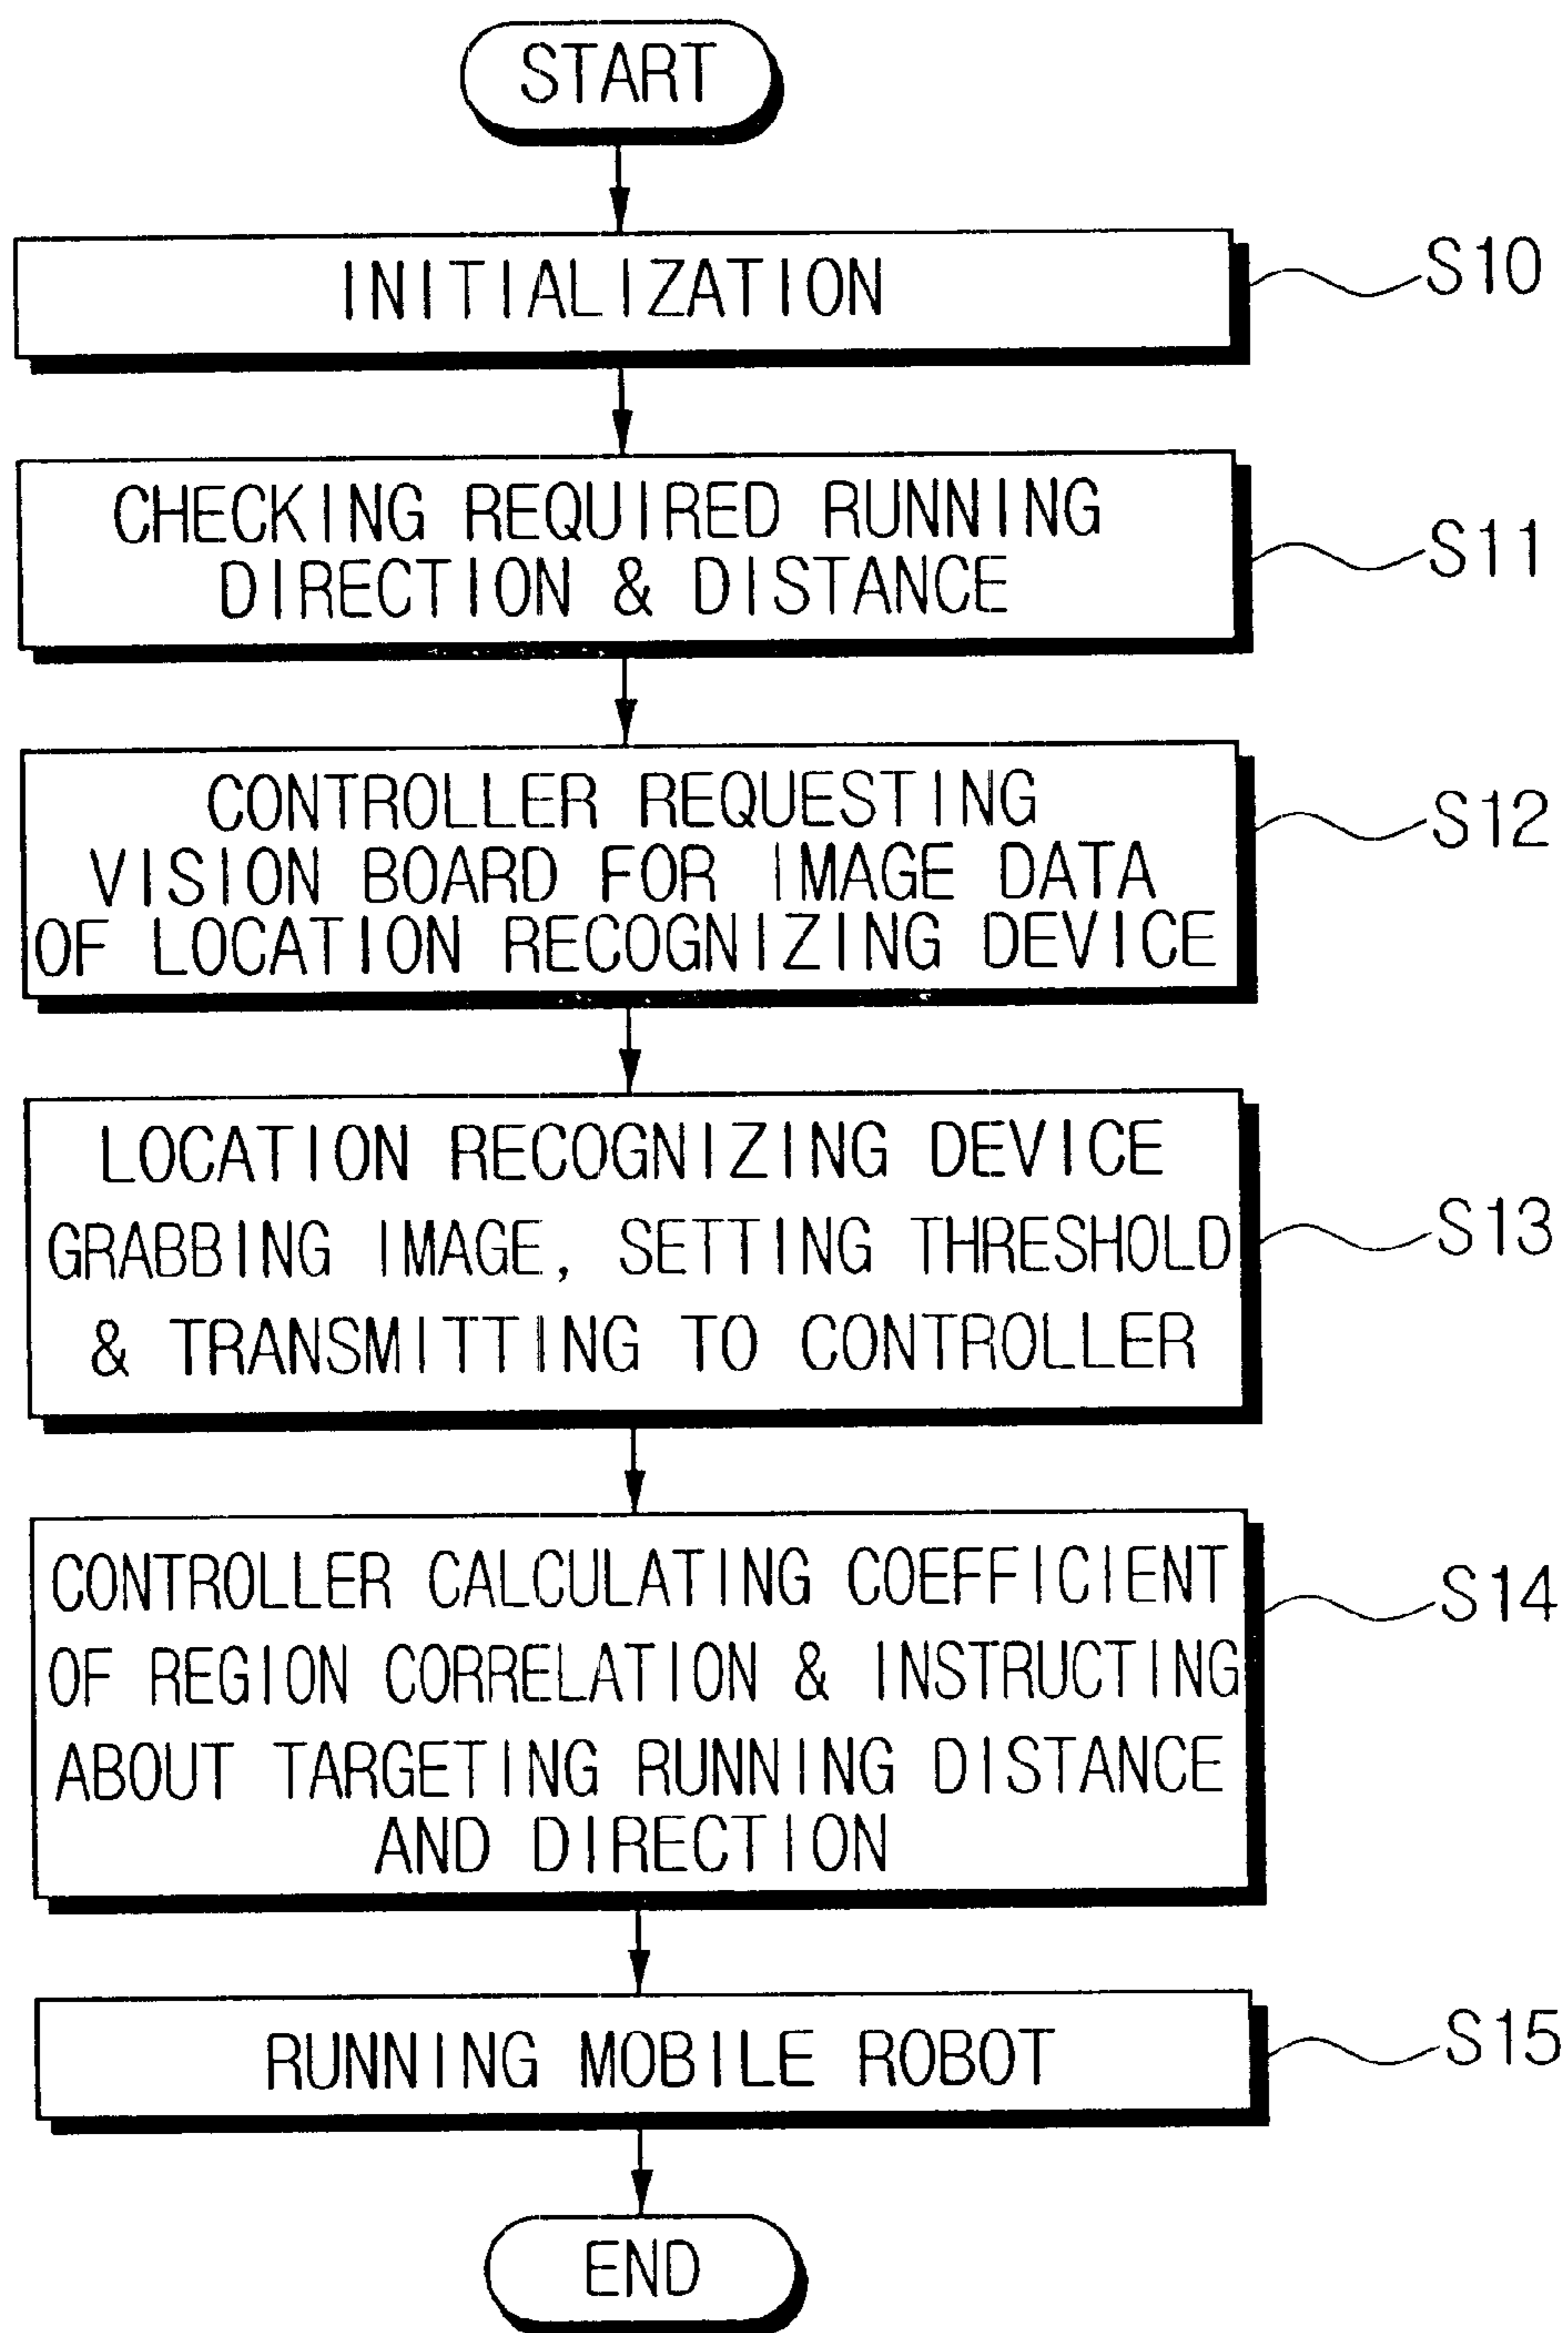 START
INITIALIZATION
S10
CHECKING REQUIRED RUNNING
DIRECTION & DISTANCE
S11
CONTROLLER REQUESTING
VISION BOARD FOR IMAGE DATA
OF LOCATION RECOGNIZING DEVICE
S12
LOCATION RECOGNIZING DEVICE
GRABBING IMAGE, SETTING THRESHOLD
& TRANSMITTING TO CONTROLLER
S13
CONTROLLER CALCULATING COEFFICIENT
OF REGION CORRELATION & INSTRUCTING
ABOUT TARGETING RUNNING DISTANCE
AND DIRECTION
S14
RUNNING MOBILE ROBOT
S15
END